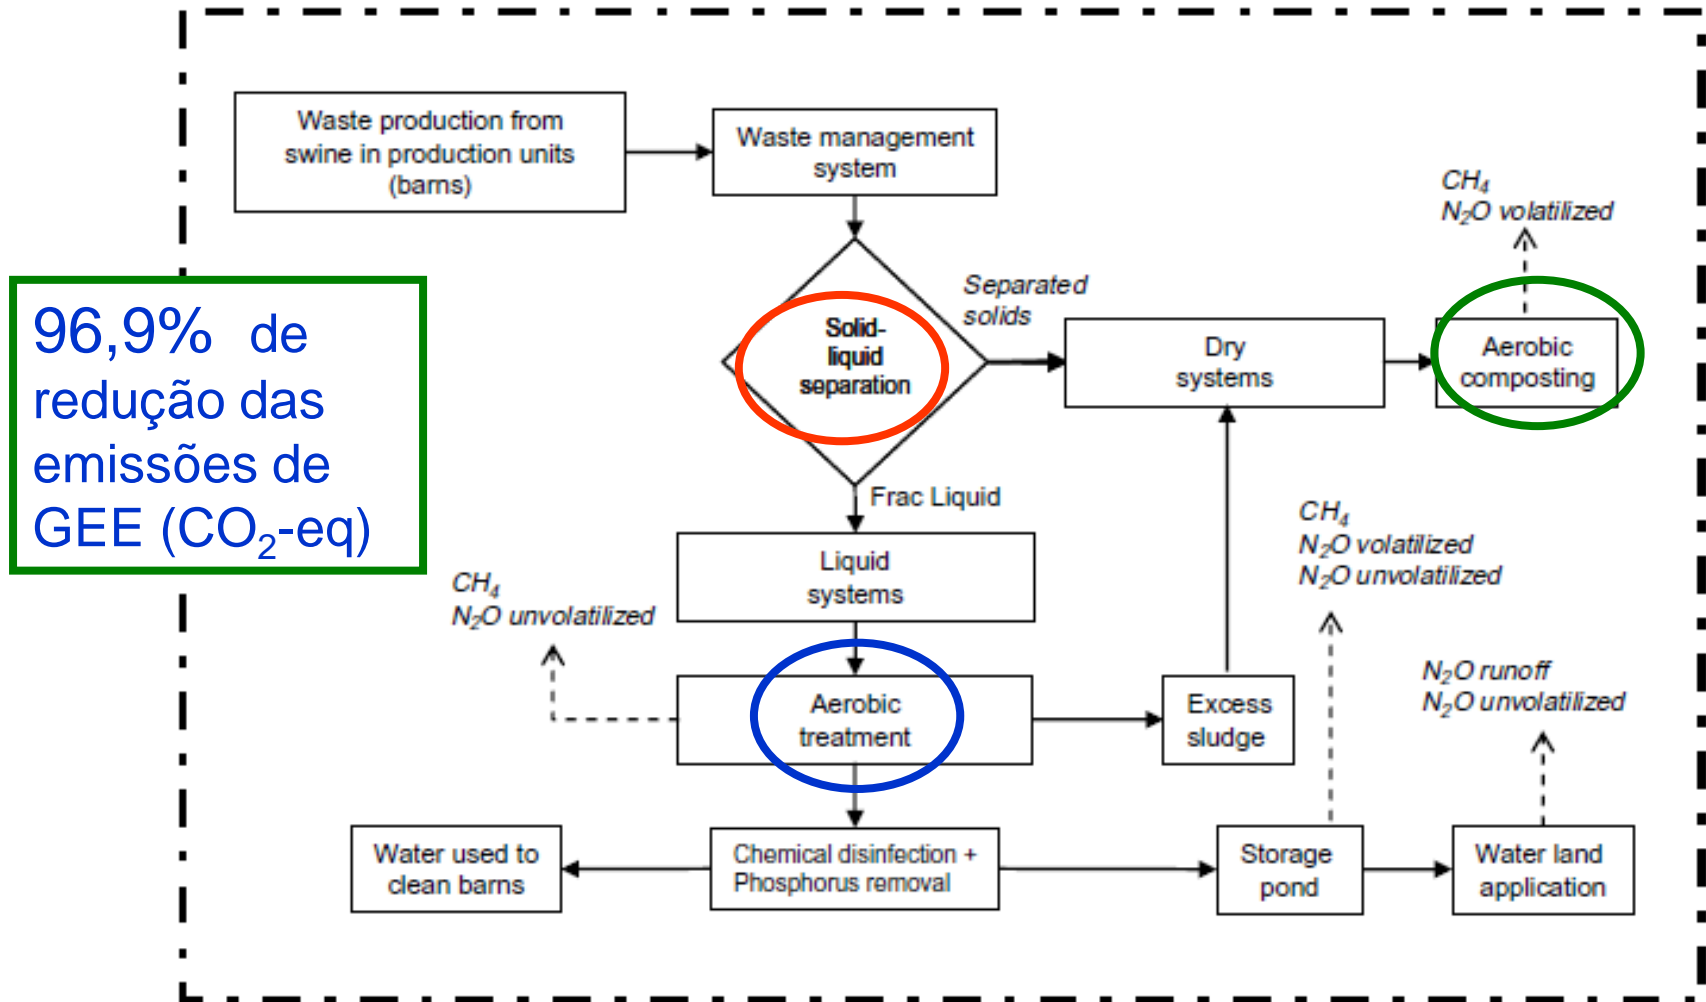 Waste production from
swine in production units
(barns)
Waste management
system
CH₄
N₂O volatilized
96,9% de
redução das
emissões de
GEE (CO₂-eq)
Separated
solids
Solid-
liquid
separation
Dry
systems
Aerobic
composting
Frac Liquid
Liquid
systems
CH₄
N₂O volatilized
N₂O unvolatilized
CH₄
N₂O unvolatilized
Aerobic
treatment
Excess
sludge
N₂O runoff
N₂O unvolatilized
Water used to
clean barns
Chemical disinfection +
Phosphorus removal
Storage
pond
Water land
application